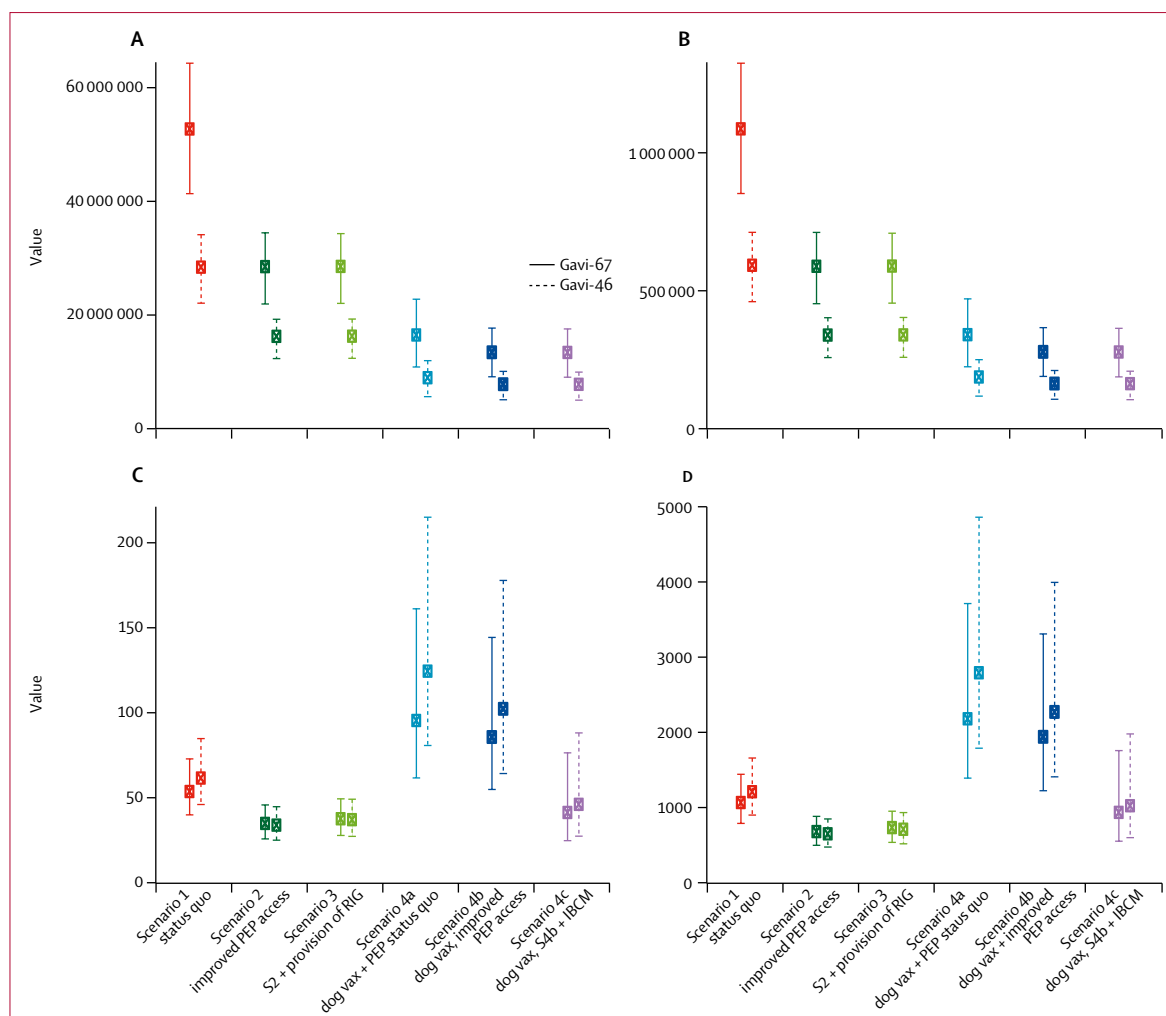 A
60 000 000
40 000 000
20 000 000
0
Value
Gavi-67
Gavi-46
B
1 000 000
500 000
0
C
200
150
100
50
0
Value
Scenario 1
status quo
Scenario 2
improved PEP access
Scenario 3
S2 + provision of RIG
Scenario 4a
dog vax + PEP status quo
Scenario 4b
dog vax, improved
PEP access
Scenario 4c
dog vax, S4b + IBCM
D
5000
4000
3000
2000
1000
0
Scenario 1
status quo
Scenario 2
improved PEP access
Scenario 3
S2 + provision of RIG
Scenario 4a
dog vax + PEP status quo
Scenario 4b
dog vax + improved
PEP access
Scenario 4c
dog vax, S4b + IBCM